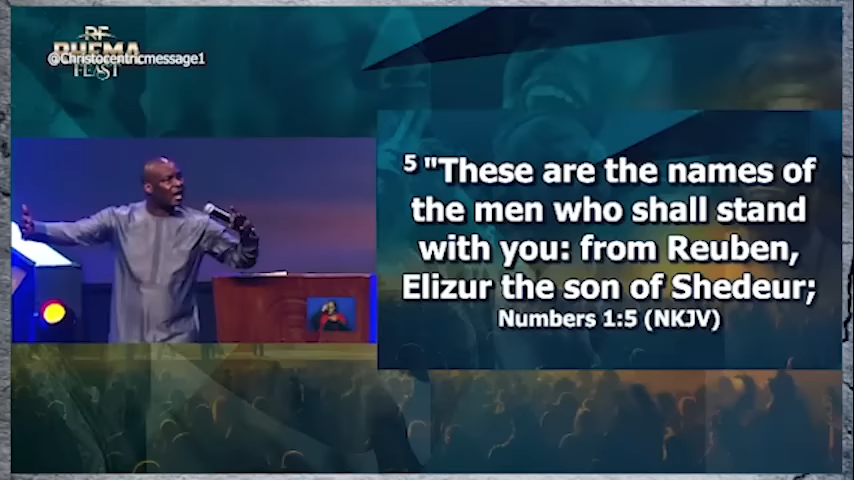 RF
RHEMA
@Christocentricmessage1
FEAST
5 "These are the names of
the men who shall stand
with you: from Reuben,
Elizur the son of Shedeur;
Numbers 1:5 (NKJV)